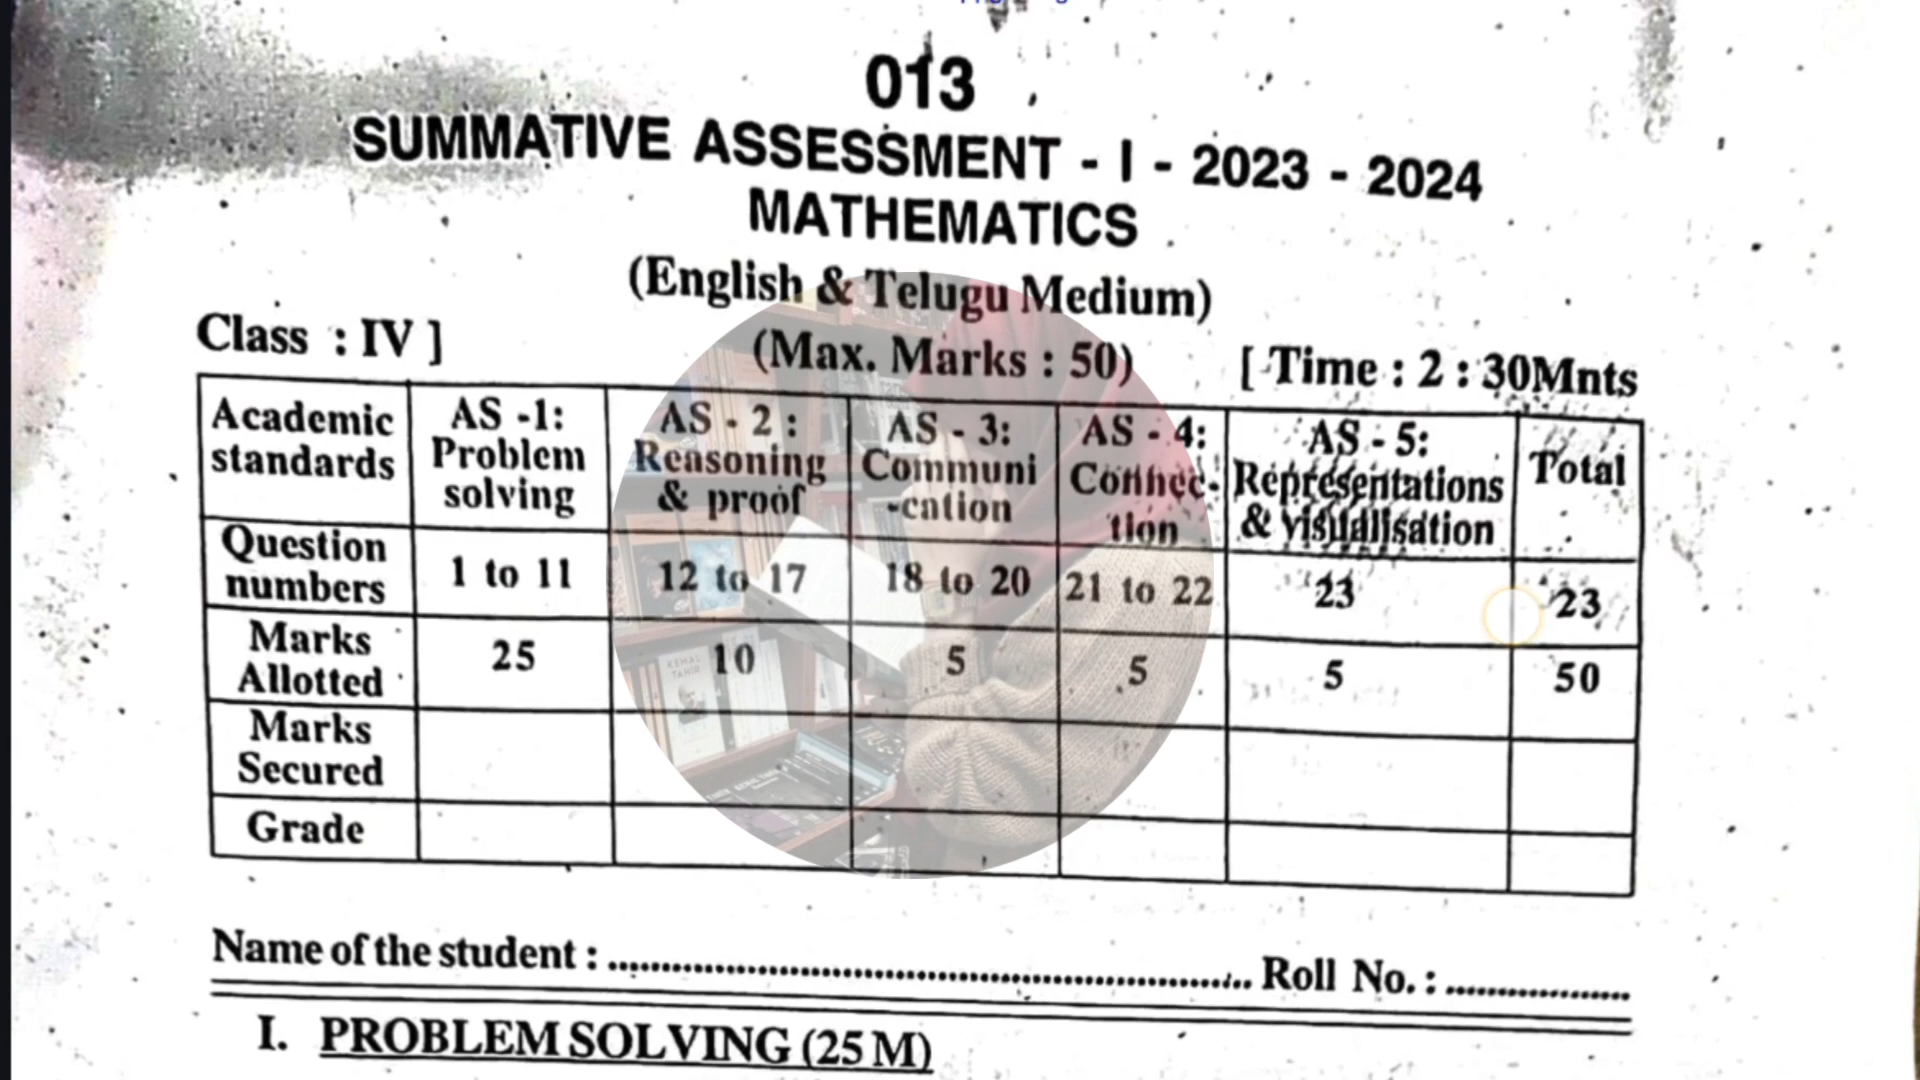 013
SUMMATIVE ASSESSMENT - I - 2023 - 2024
MATHEMATICS
(English & Telugu Medium)
Class : IV ]
(Max. Marks : 50)
[ Time : 2 : 30Mnts
Academic standards
AS -1: Problem solving
AS - 2 : Reasoning & proof
AS - 3: Communi -cation
AS - 4: Connec- tion
AS - 5: Representations & visualisation
Total
Question numbers
1 to 11
12 to 17
18 to 20
21 to 22
23
23
Marks Allotted
25
10
5
5
5
50
Marks Secured
Grade
KEMAL TAHIR
Name of the student : ........................................ Roll No. : ..................
I. PROBLEM SOLVING (25 M)